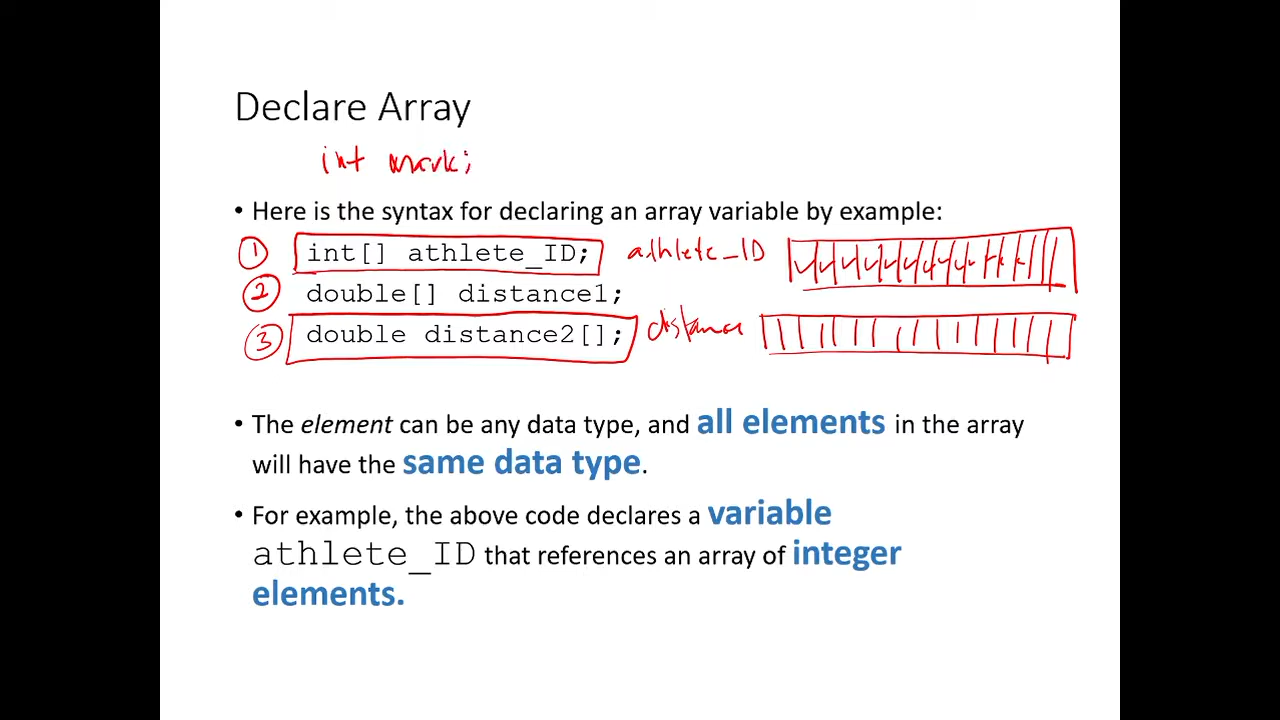 Declare Array
int mark;
• Here is the syntax for declaring an array variable by example:
1 int[] athlete_ID; athlete_ID
2 double[] distance1;
3 double distance2[]; distance
• The element can be any data type, and all elements in the array
will have the same data type.
• For example, the above code declares a variable
athlete_ID that references an array of integer
elements.